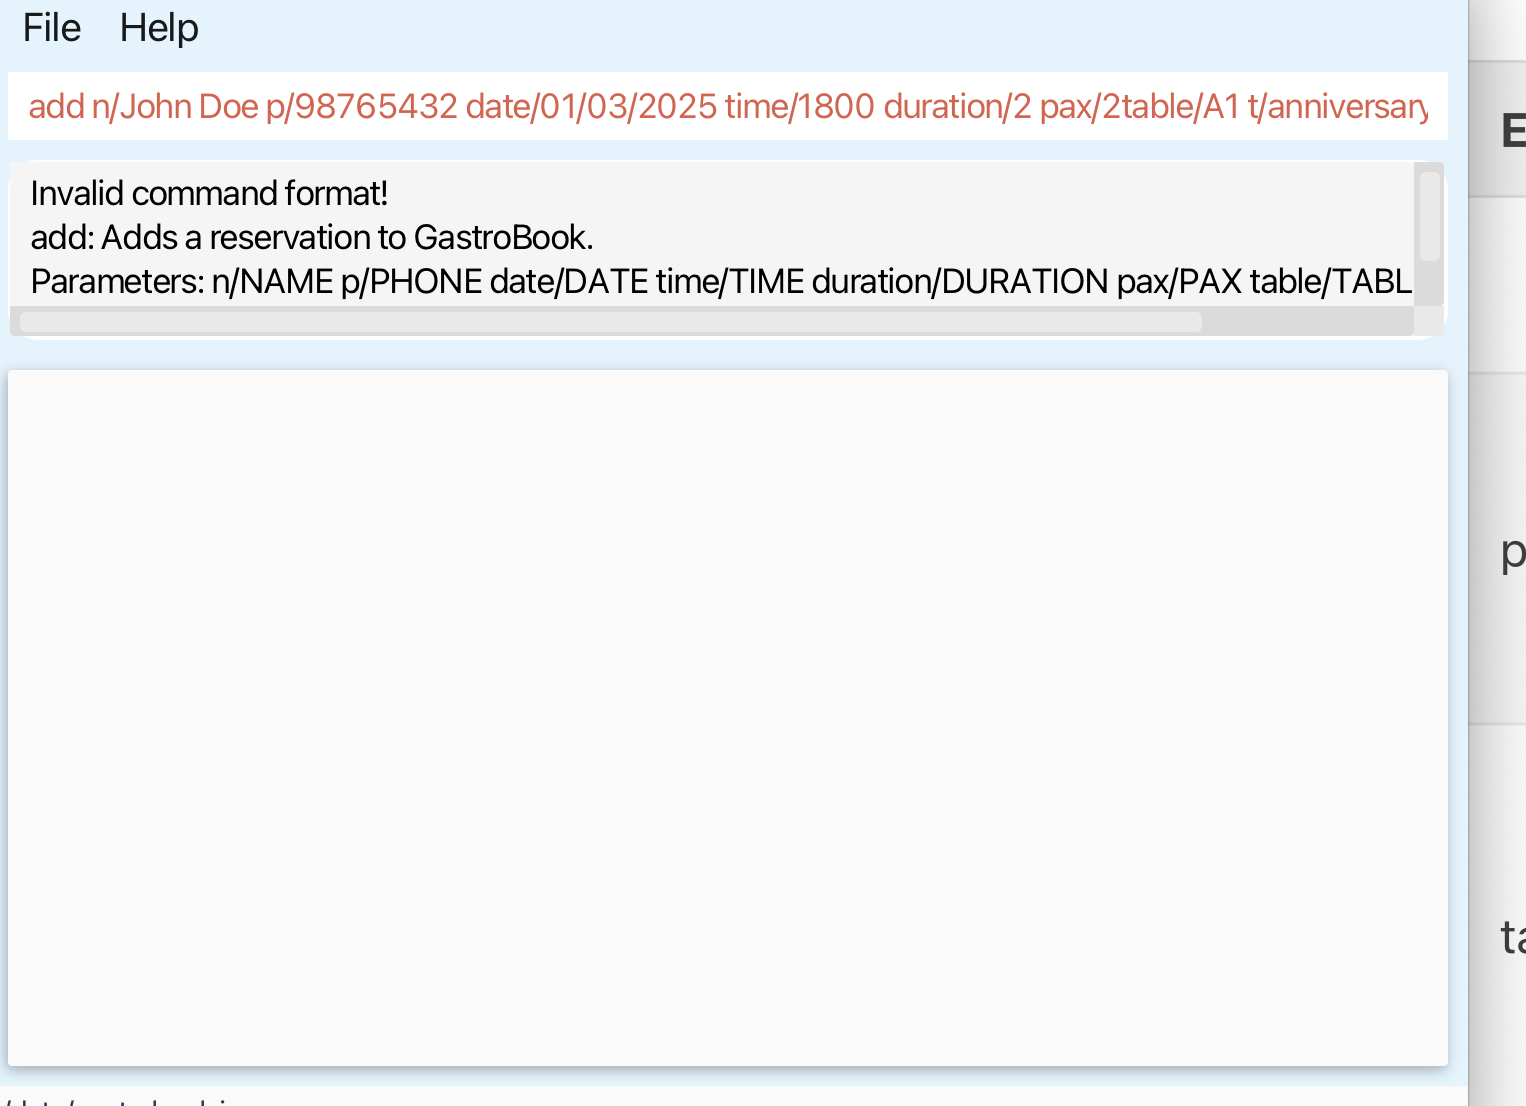 File Help
add n/John Doe p/98765432 date/01/03/2025 time/1800 duration/2 pax/2table/A1 t/anniversary
Invalid command format!
add: Adds a reservation to GastroBook.
Parameters: n/NAME p/PHONE date/DATE time/TIME duration/DURATION pax/PAX table/TABL
E
p
ta